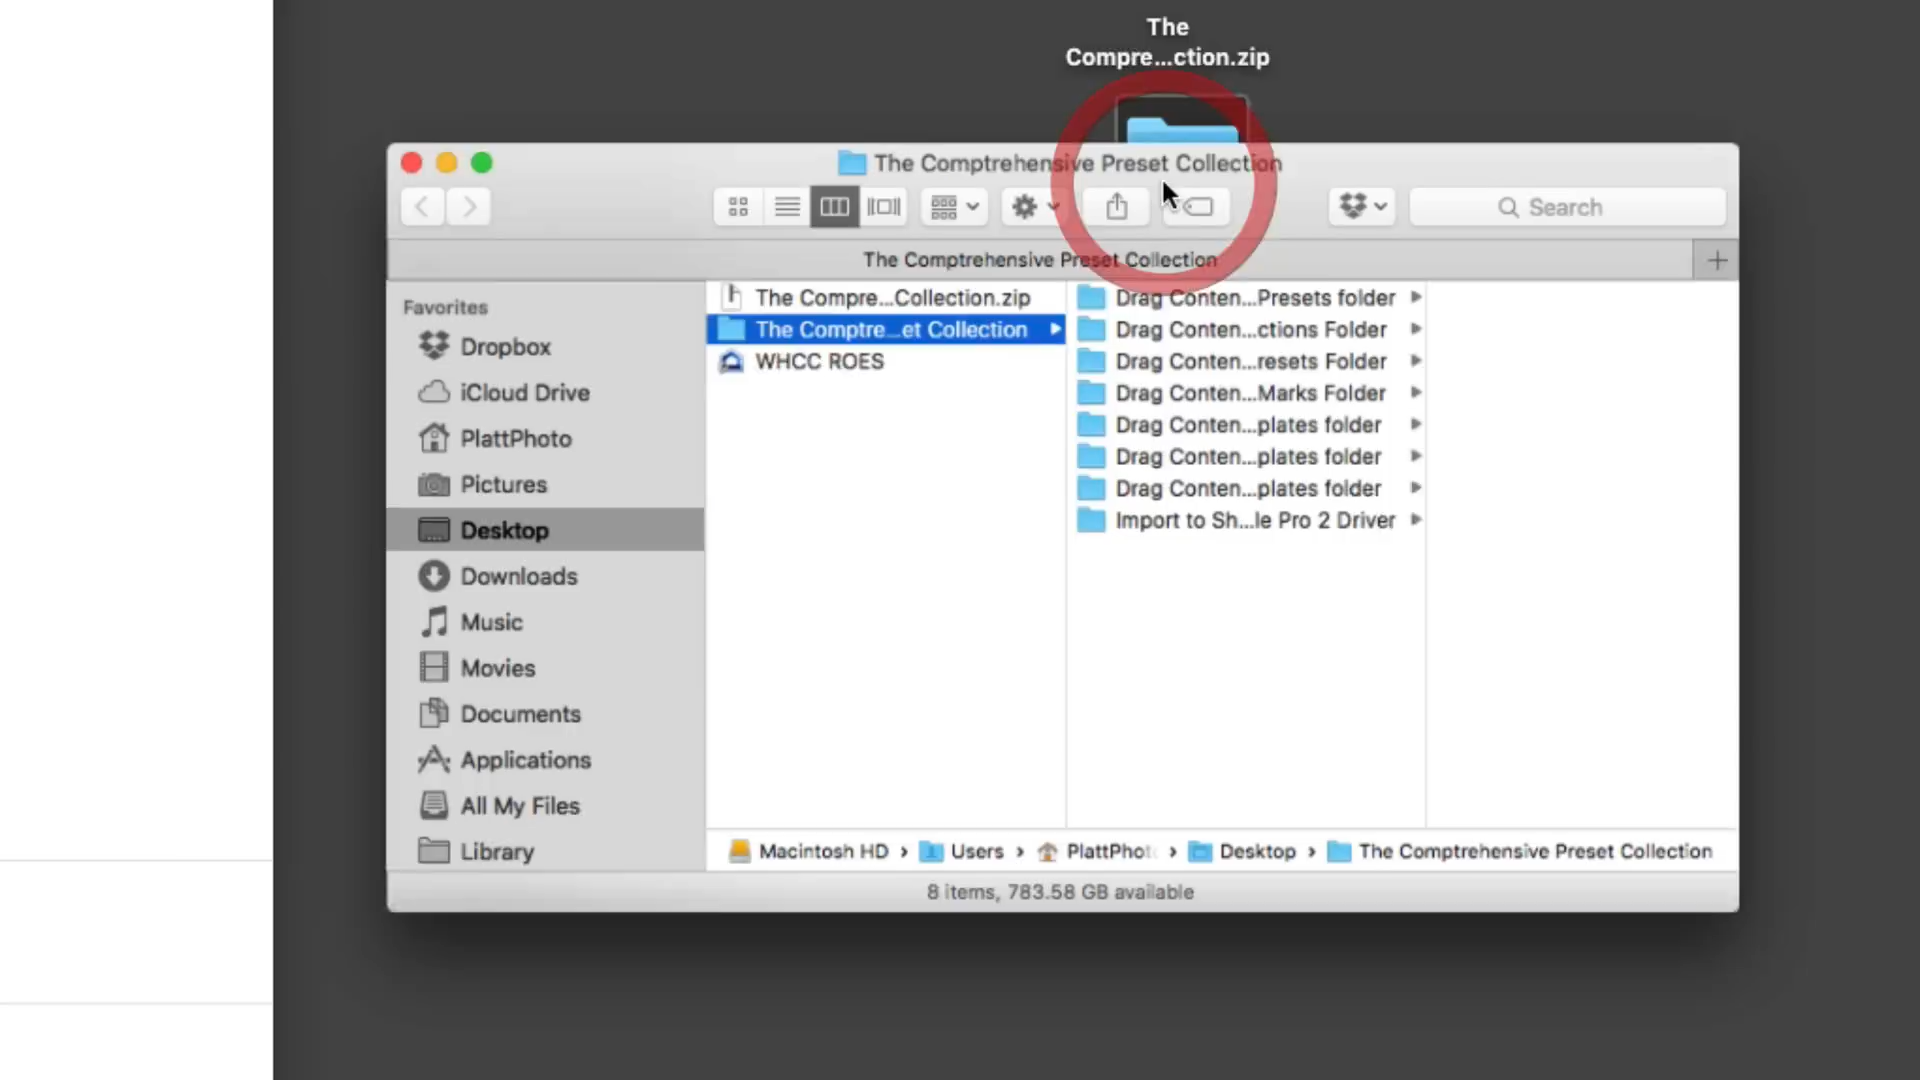 The
Compre...ction.zip
The Comptrehensive Preset Collection
Search
The Comptrehensive Preset Collection
Favorites
Dropbox
iCloud Drive
PlattPhoto
Pictures
Desktop
Downloads
Music
Movies
Documents
Applications
All My Files
Library
The Compre...Collection.zip
The Comptre...et Collection
WHCC ROES
Drag Conten...Presets folder
Drag Conten...ctions Folder
Drag Conten...resets Folder
Drag Conten...Marks Folder
Drag Conten...plates folder
Drag Conten...plates folder
Drag Conten...plates folder
Import to Sh...le Pro 2 Driver
Macintosh HD › Users › PlattPhot › Desktop › The Comptrehensive Preset Collection
8 items, 783.58 GB available